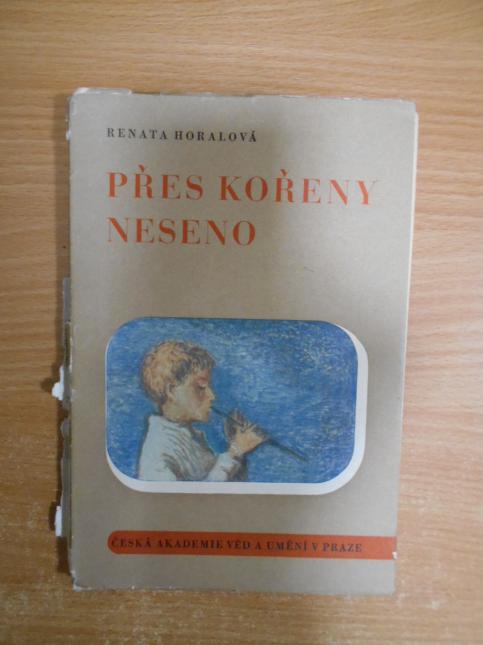 RENATA HORALOVÁ
PŘES KOŘENY
NESENO
ČESKÁ AKADEMIE VĚD A UMĚNÍ V PRAZE